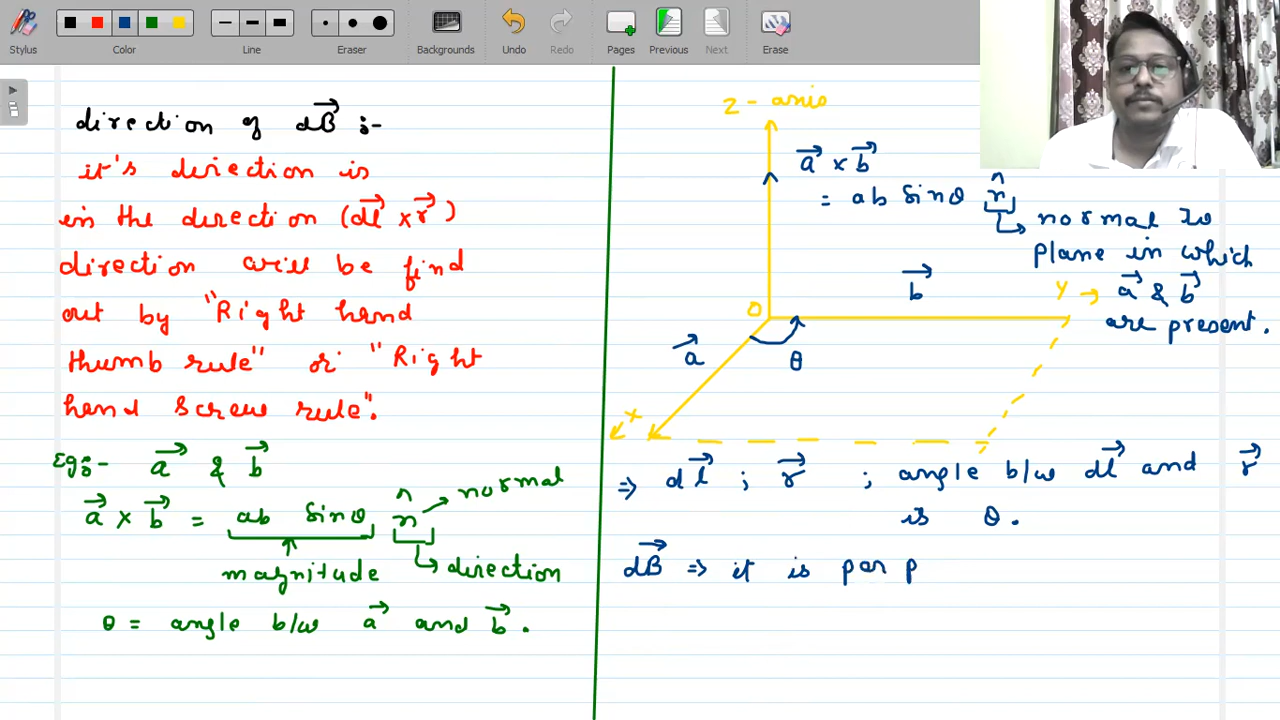 Stylus
Color
Line
Eraser
Backgrounds
Undo
Redo
Pages
Previous
Next
Erase
direction of dB⃗ :-
it's direction is
in the direction (dl⃗ × r⃗ )
direction will be find
out by "Right hand
thumb rule" or "Right
hand screw rule".
Eg:- a⃗ & b⃗
a⃗ × b⃗ = ab sinθ n̂ → normal
magnitude → direction
θ = angle b/w a⃗ and b⃗ .
z - axis
a⃗ × b⃗
= ab sinθ n̂
→ normal to
plane in which
→ a⃗ & b⃗
are present.
b⃗
Y
O
a⃗
θ
x
⇒ dl⃗ ; r⃗ ; angle b/w dl⃗ and r⃗
is θ .
dB⃗ ⇒ it is per p